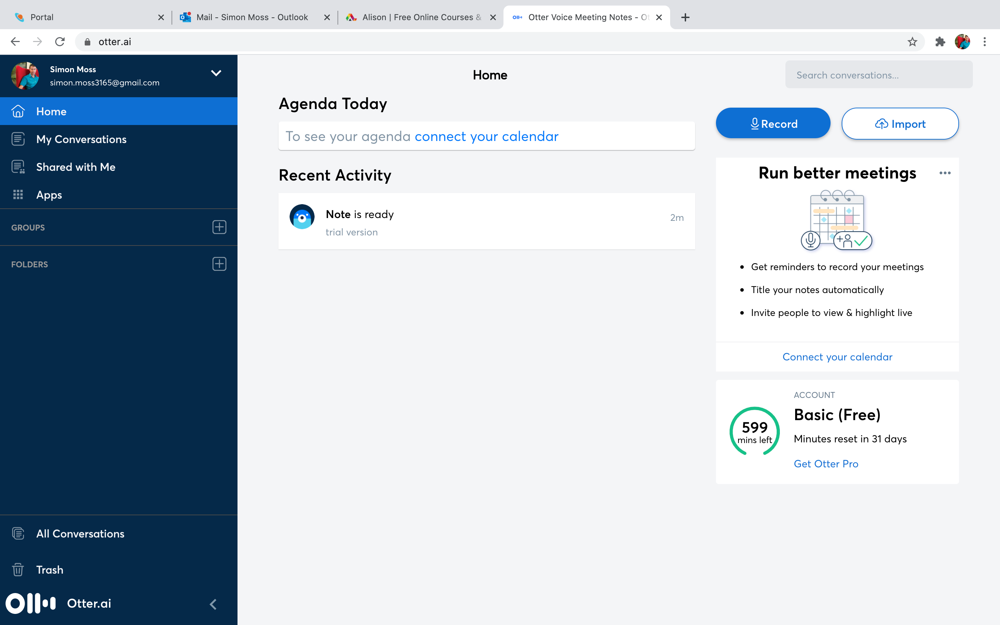 Portal
Mail - Simon Moss - Outlook
Alison | Free Online Courses &
Otter Voice Meeting Notes - Ot
otter.ai
Simon Moss
simon.moss3165@gmail.com
Home
My Conversations
Shared with Me
Apps
GROUPS
FOLDERS
All Conversations
Trash
Otter.ai
Home
Search conversations...
Agenda Today
To see your agenda connect your calendar
Recent Activity
Note is ready
trial version
2m
Record
Import
Run better meetings
Get reminders to record your meetings
Title your notes automatically
Invite people to view & highlight live
Connect your calendar
599
mins left
ACCOUNT
Basic (Free)
Minutes reset in 31 days
Get Otter Pro